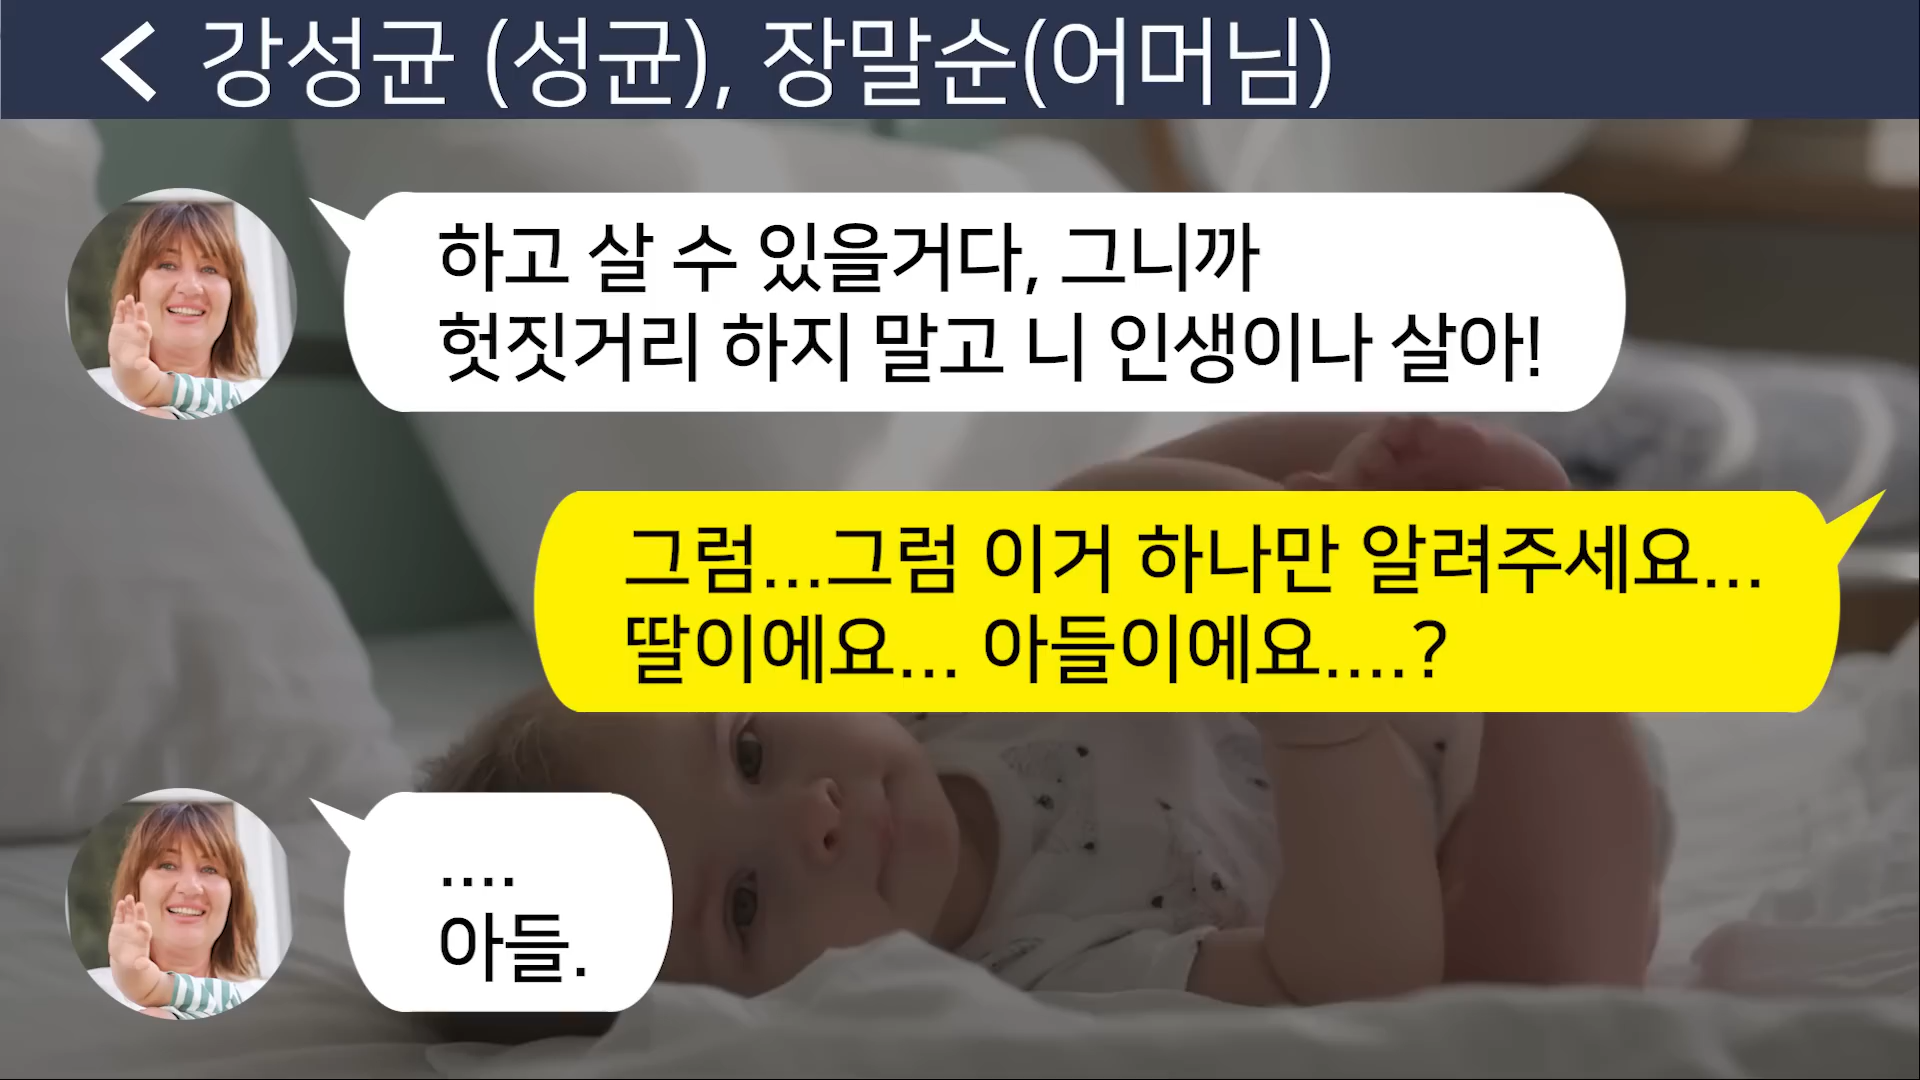 강성균 (성균), 장말순(어머님)
하고 살 수 있을거다, 그니까
헛짓거리 하지 말고 니 인생이나 살아!
그럼...그럼 이거 하나만 알려주세요...
딸이에요... 아들이에요....?
....
아들.